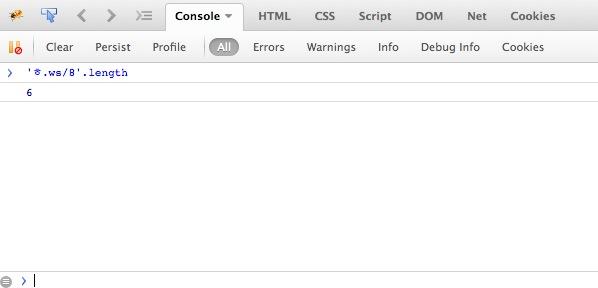 Console HTML CSS Script DOM Net Cookies
Clear Persist Profile All Errors Warnings Info Debug Info Cookies
'ㅎ.ws/8'.length
6